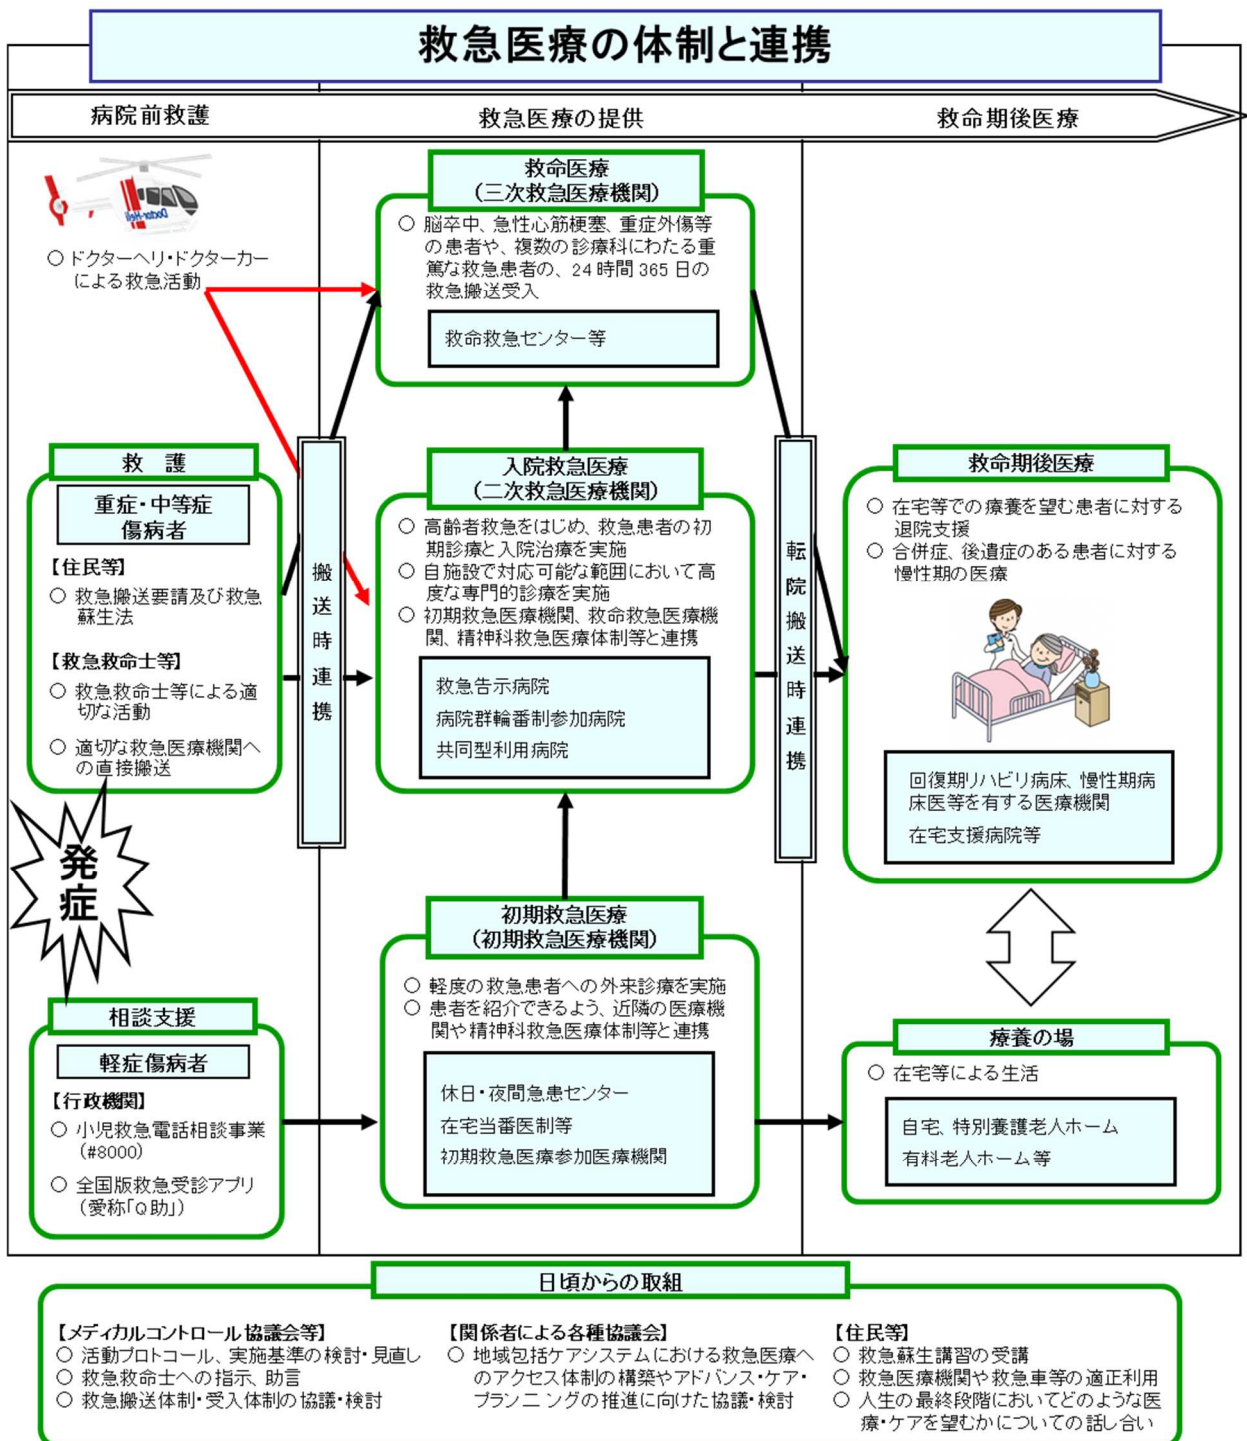 救急医療の体制と連携
病院前救護
救急医療の提供
救命期後医療
Doctor-Heli
○ ドクターヘリ・ドクターカー
による救急活動
救命医療
(三次救急医療機関)
○ 脳卒中、急性心筋梗塞、重症外傷等
の患者や、複数の診療科にわたる重
篤な救急患者の、24時間365日の
救急搬送受入
救命救急センター等
救 護
重症・中等症
傷病者
【住民等】
○ 救急搬送要請及び救急
蘇生法
【救急救命士等】
○ 救急救命士等による適
切な活動
○ 適切な救急医療機関へ
の直接搬送
搬送時連携
入院救急医療
(二次救急医療機関)
○ 高齢者救急をはじめ、救急患者の初
期診療と入院治療を実施
○ 自施設で対応可能な範囲において高
度な専門的診療を実施
○ 初期救急医療機関、救命救急医療機
関、精神科救急医療体制等と連携
救急告示病院
病院群輪番制参加病院
共同型利用病院
転院搬送時連携
救命期後医療
○ 在宅等での療養を望む患者に対する
退院支援
○ 合併症、後遺症のある患者に対する
慢性期の医療
回復期リハビリ病床、慢性期病
床医等を有する医療機関
在宅支援病院等
発症
相談支援
軽症傷病者
【行政機関】
○ 小児救急電話相談事業
(#8000)
○ 全国版救急受診アプリ
(愛称「Q助」)
初期救急医療
(初期救急医療機関)
○ 軽度の救急患者への外来診療を実施
○ 患者を紹介できるよう、近隣の医療機
関や精神科救急医療体制等と連携
休日・夜間急患センター
在宅当番医制等
初期救急医療参加医療機関
療養の場
○ 在宅等による生活
自宅、特別養護老人ホーム
有料老人ホーム等
日頃からの取組
【メディカルコントロール協議会等】
○ 活動プロトコール、実施基準の検討・見直し
○ 救急救命士への指示、助言
○ 救急搬送体制・受入体制の協議・検討
【関係者による各種協議会】
○ 地域包括ケアシステムにおける救急医療へ
のアクセス体制の構築やアドバンス・ケア・
プランニングの推進に向けた協議・検討
【住民等】
○ 救急蘇生講習の受講
○ 救急医療機関や救急車等の適正利用
○ 人生の最終段階においてどのような医
療・ケアを望むかについての話し合い